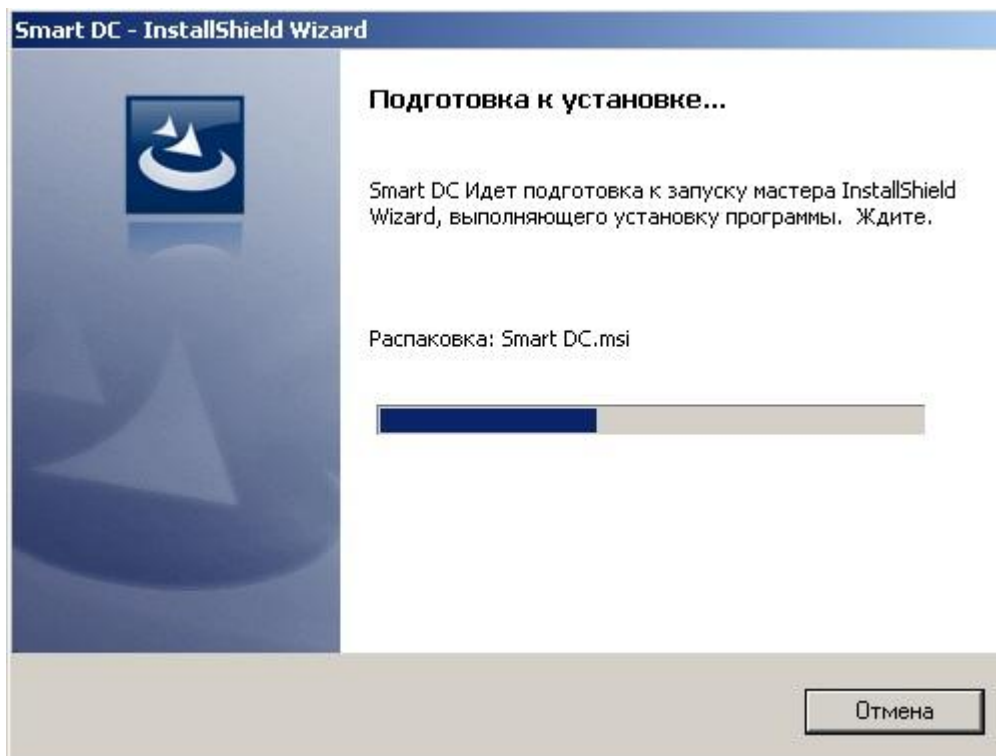 Smart DC - InstallShield Wizard
Подготовка к установке...
Smart DC Идет подготовка к запуску мастера InstallShield
Wizard, выполняющего установку программы. Ждите.
Распаковка: Smart DC.msi
Отмена